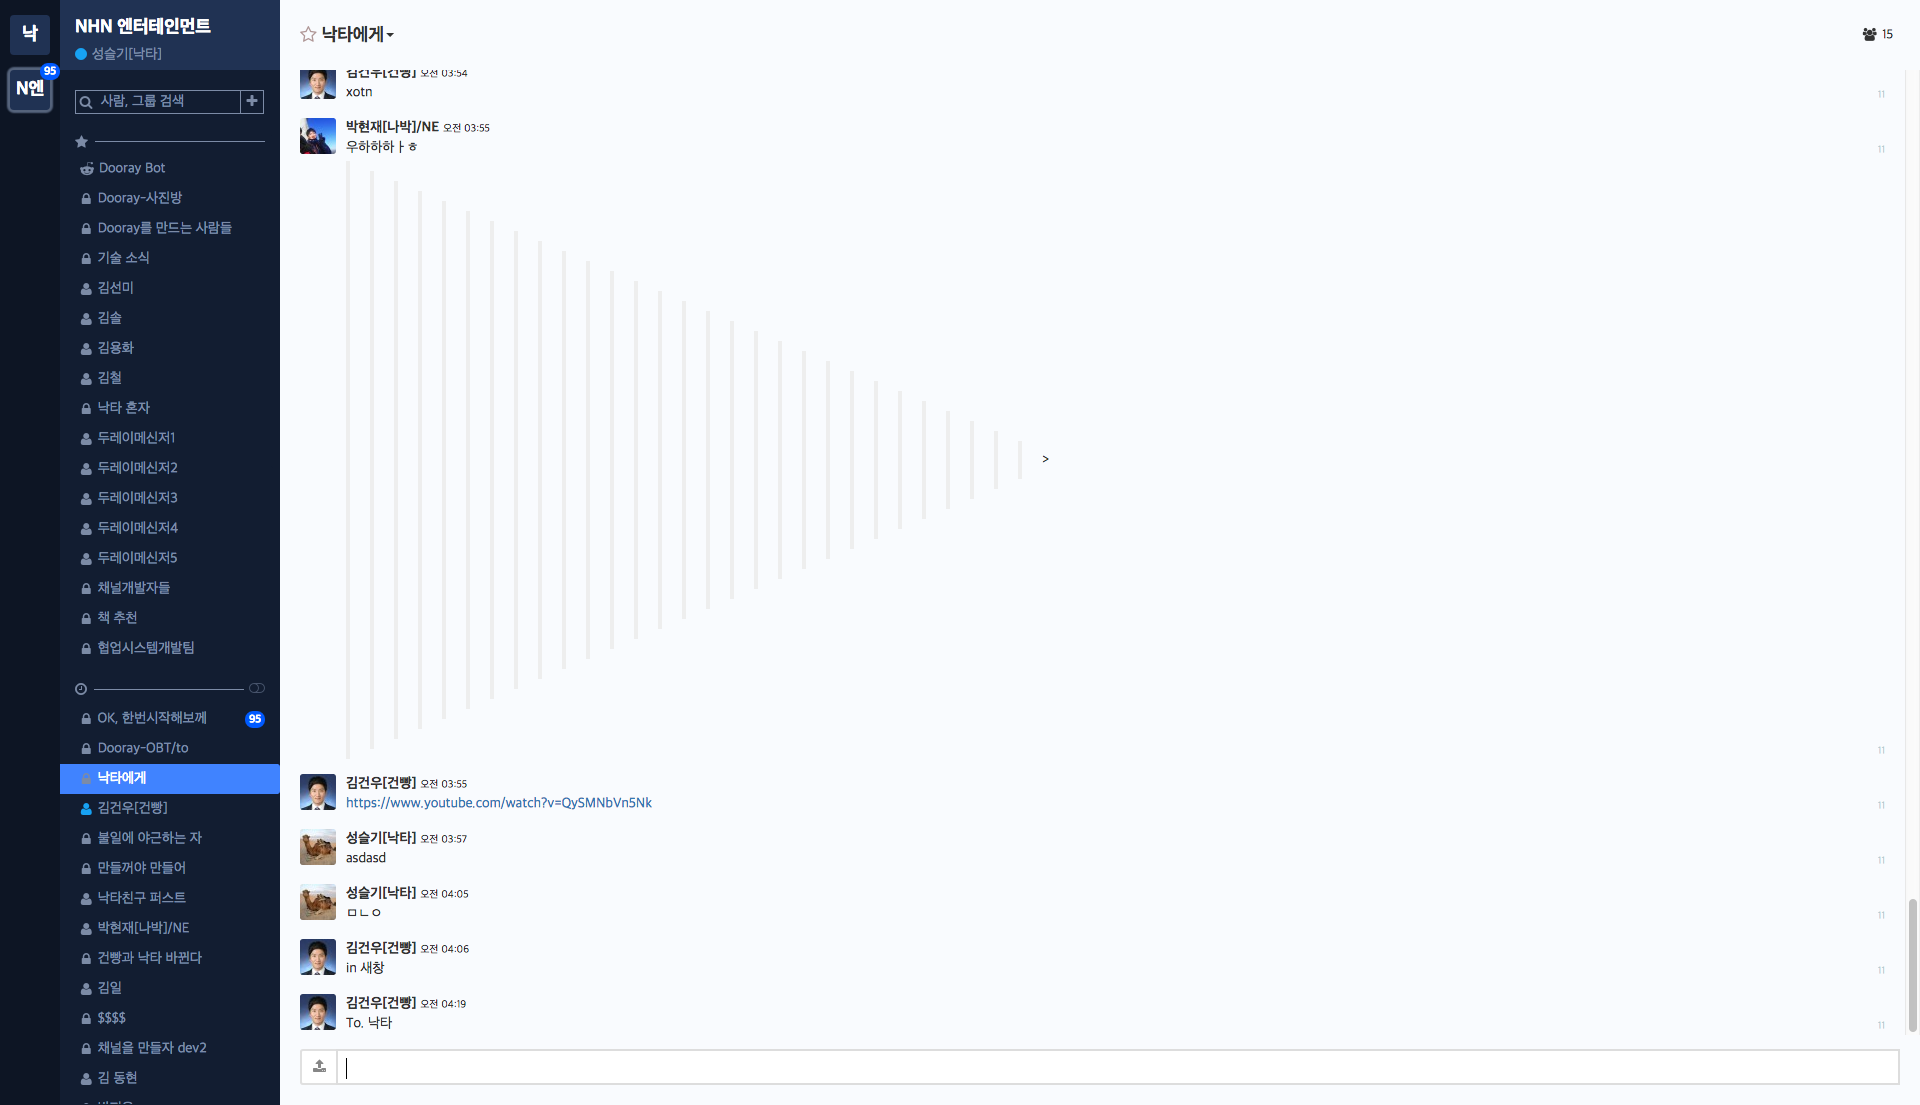 낙
N엔
95
NHN 엔터테인먼트
성슬기[낙타]
사람, 그룹 검색
Dooray Bot
Dooray-사진방
Dooray를 만드는 사람들
기술 소식
김선미
김솔
김용화
김철
낙타 혼자
두레이메신저1
두레이메신저2
두레이메신저3
두레이메신저4
두레이메신저5
채널개발자들
책 추천
협업시스템개발팀
OK, 한번시작해보께 95
Dooray-OBT/to
낙타에게
김건우[건빵]
불일에 야근하는 자
만들꺼야 만들어
낙타친구 퍼스트
박현재[나박]/NE
건빵과 낙타 바뀐다
김일
$$$$
채널을 만들자 dev2
김 동현
낙타에게
15
김건우[건빵] 오전 03:54
xotn
11
박현재[나박]/NE 오전 03:55
우하하하ㅏㅎ
11
>
11
김건우[건빵] 오전 03:55
https://www.youtube.com/watch?v=QySMNbVn5Nk
11
성슬기[낙타] 오전 03:57
asdasd
11
성슬기[낙타] 오전 04:05
ㅁㄴㅇ
11
김건우[건빵] 오전 04:06
in 새창
11
김건우[건빵] 오전 04:19
To. 낙타
11